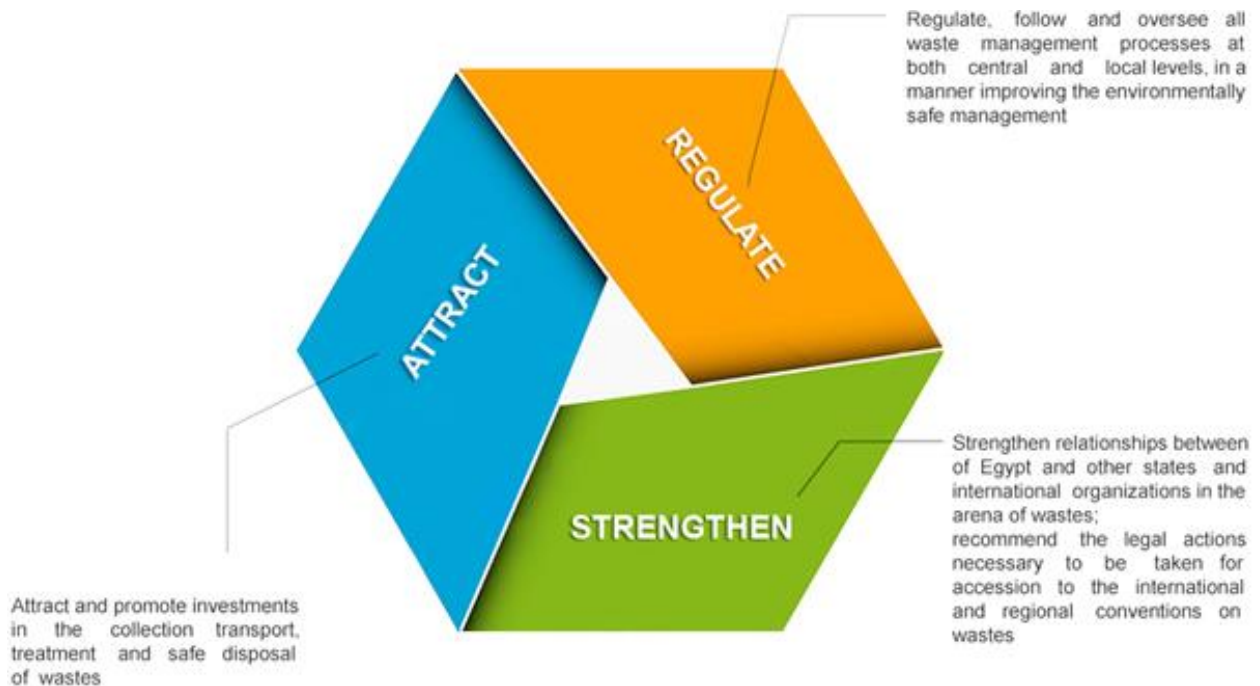 Regulate, follow and oversee all
waste management processes at
both central and local levels, in a
manner improving the environmentally
safe management
REGULATE
ATTRACT
STRENGTHEN
Strengthen relationships between
of Egypt and other states and
international organizations in the
arena of wastes;
recommend the legal actions
necessary to be taken for
accession to the international
and regional conventions on
wastes
Attract and promote investments
in the collection transport,
treatment and safe disposal
of wastes